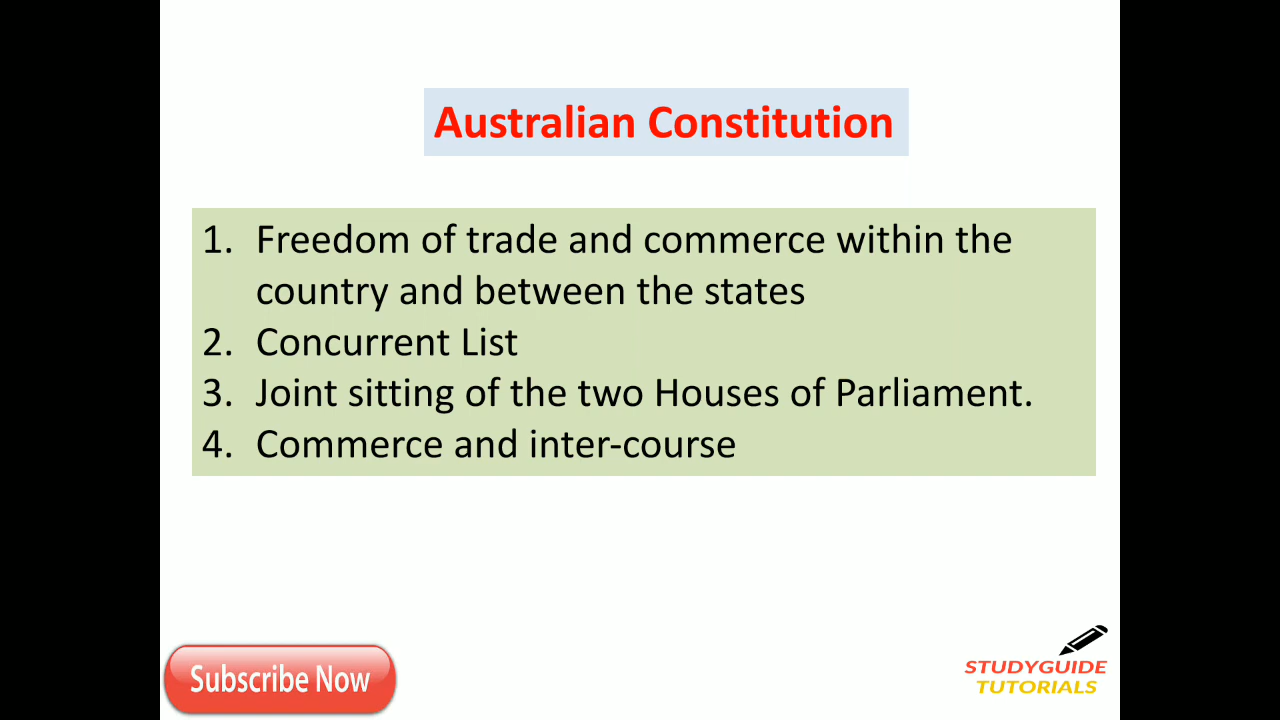 Australian Constitution
1. Freedom of trade and commerce within the
country and between the states
2. Concurrent List
3. Joint sitting of the two Houses of Parliament.
4. Commerce and inter-course
Subscribe Now
STUDYGUIDE
TUTORIALS